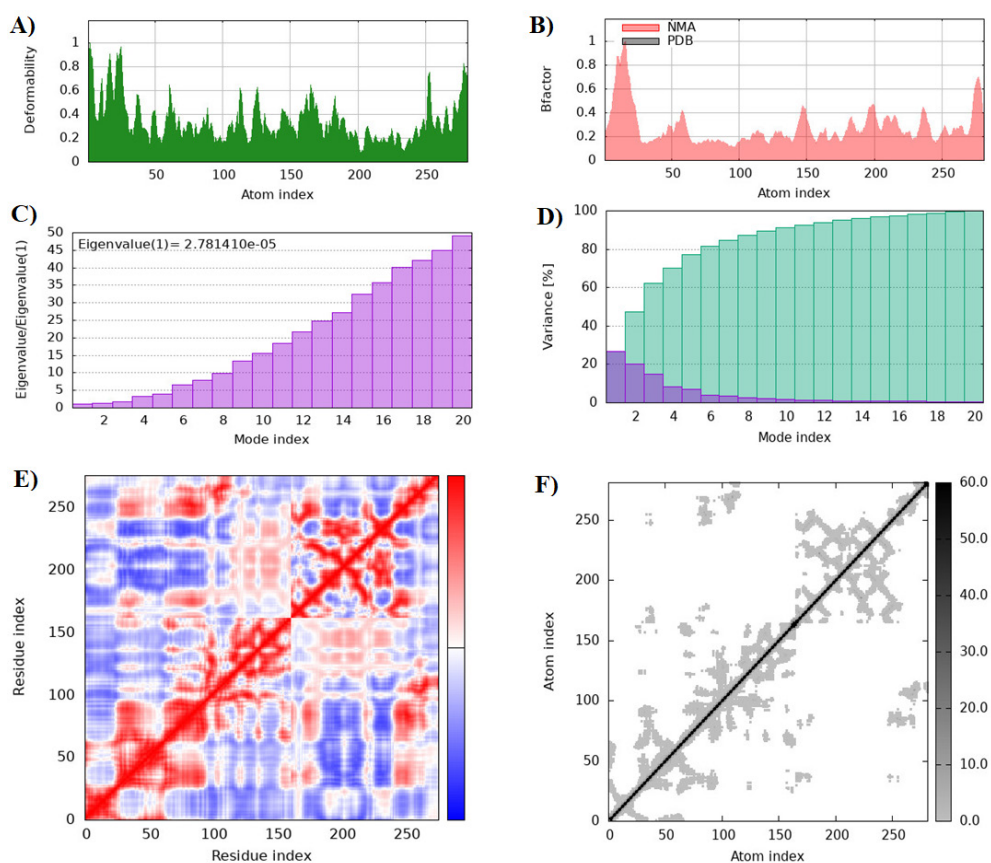 A)
Deformability
1
0.8
0.6
0.4
0.2
0
50 100 150 200 250
Atom index
B)
NMA
PDB
Bfactor
1
0.8
0.6
0.4
0.2
0
50 100 150 200 250
Atom index
C)
Eigenvalue(1)= 2.781410e-05
Eigenvalue/Eigenvalue(1)
50
45
40
35
30
25
20
15
10
5
0
2 4 6 8 10 12 14 16 18 20
Mode index
D)
Variance [%]
100
80
60
40
20
0
2 4 6 8 10 12 14 16 18 20
Mode index
E)
Residue index
250
200
150
100
50
0
0 50 100 150 200 250
Residue index
F)
Atom index
250
200
150
100
50
0
0 50 100 150 200 250
Atom index
60.0
50.0
40.0
30.0
20.0
10.0
0.0